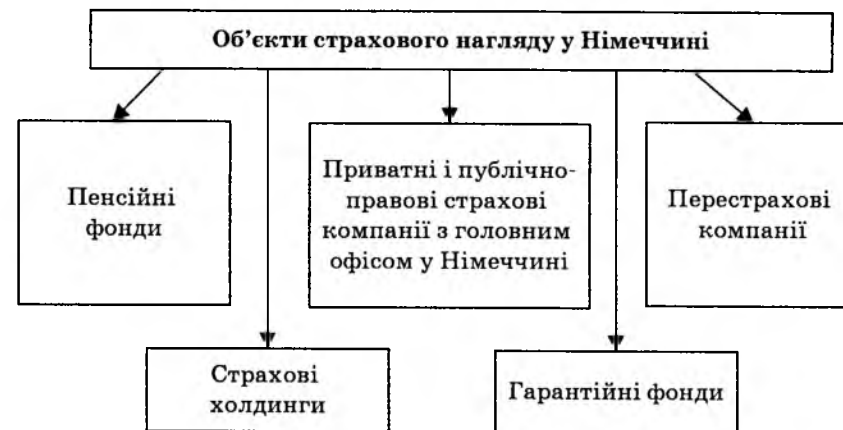 Об’єкти страхового нагляду у Німеччині
Пенсійні
фонди
Приватні і публічно-
правові страхові
компанії з головним
офісом у Німеччині
Перестрахові
компанії
Страхові
холдинги
Гарантійні фонди